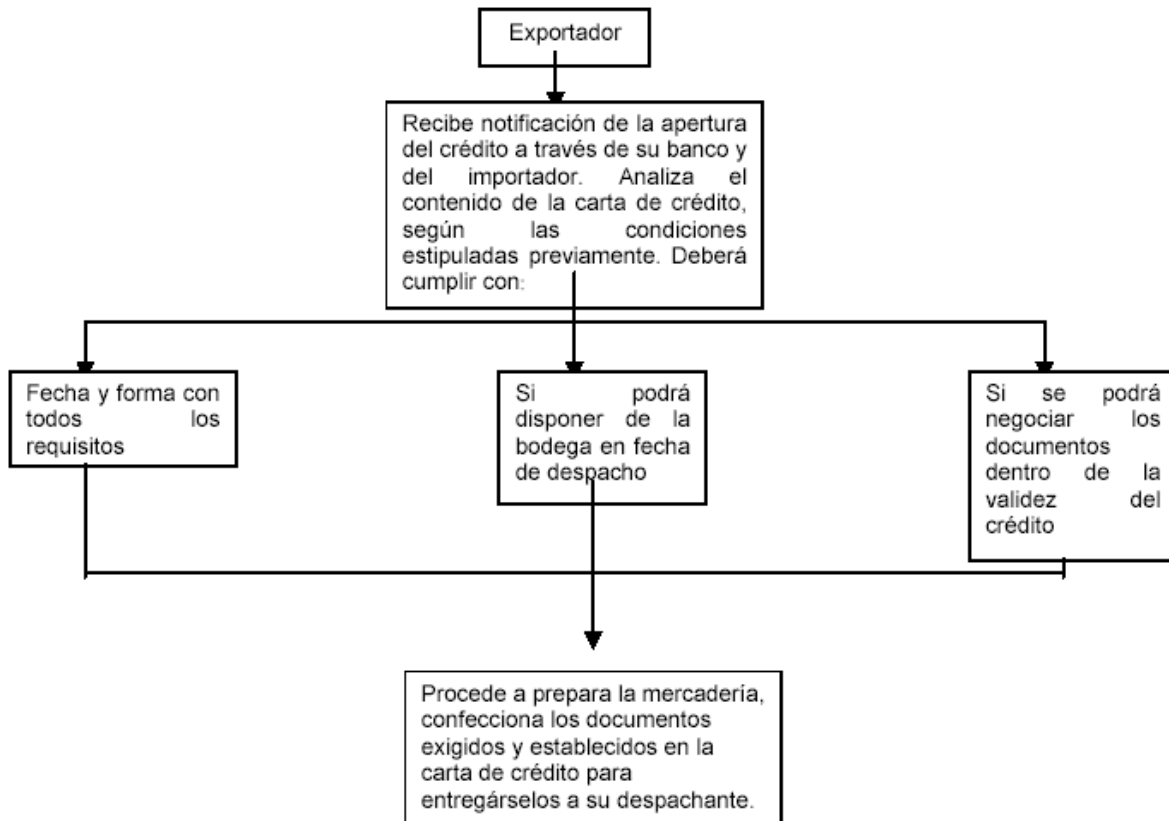 Exportador
Recibe notificación de la apertura
del crédito a través de su banco y
del importador. Analiza el
contenido de la carta de crédito,
según las condiciones
estipuladas previamente. Deberá
cumplir con:
Fecha y forma con
todos los
requisitos
Si podrá
disponer de la
bodega en fecha
de despacho
Si se podrá
negociar los
documentos
dentro de la
validez del
crédito
Procede a prepara la mercadería,
confecciona los documentos
exigidos y establecidos en la
carta de crédito para
entregárselos a su despachante.